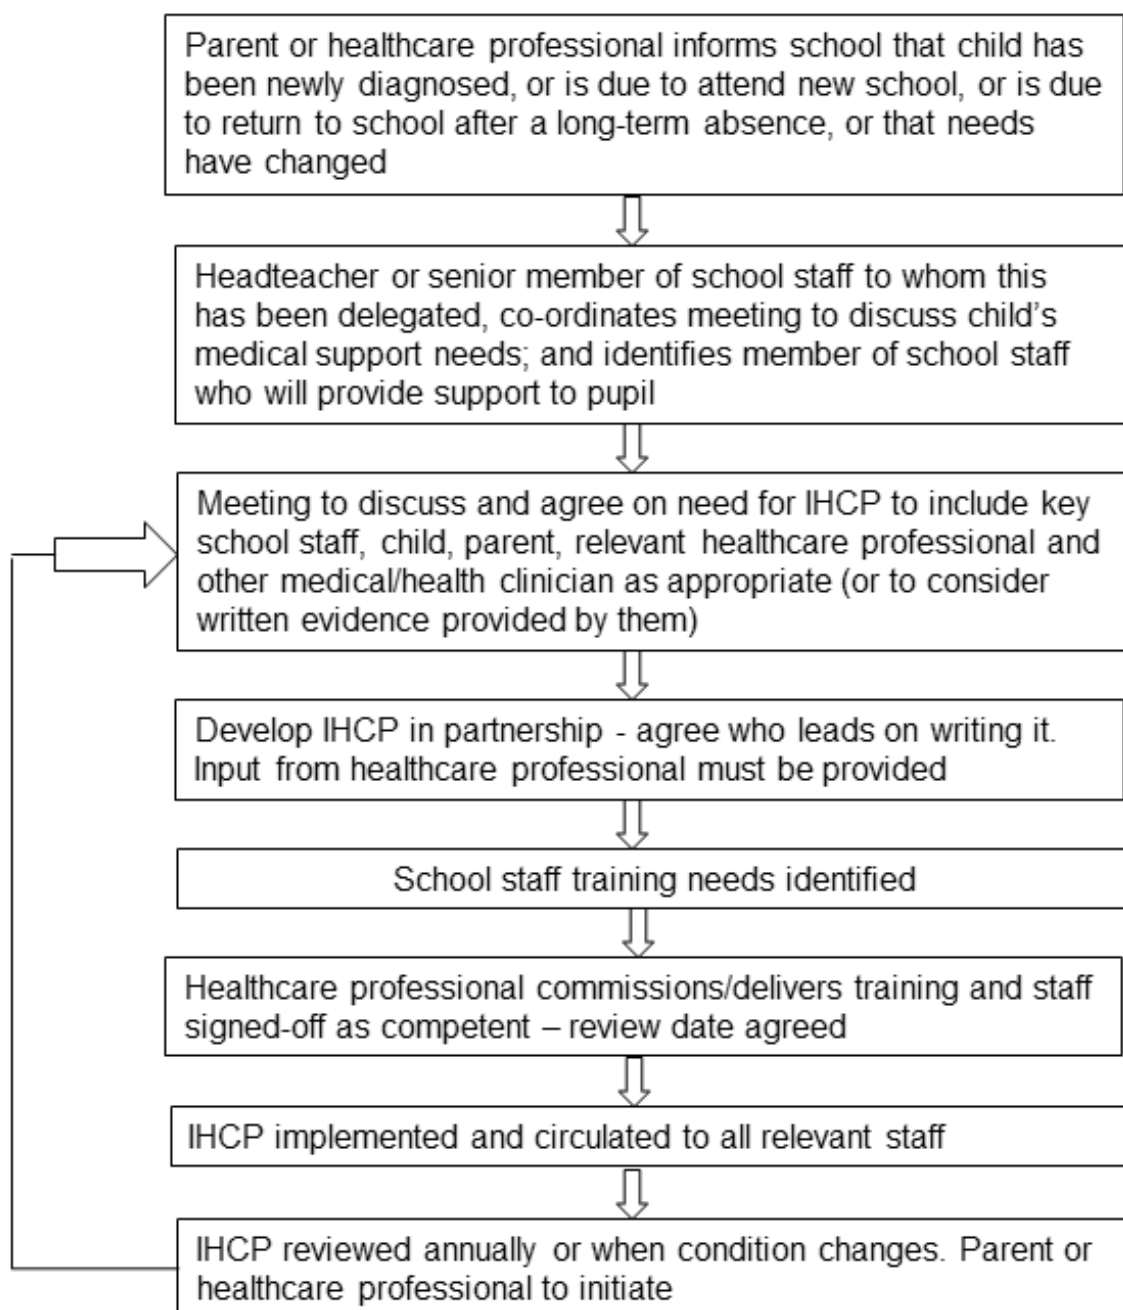 Parent or healthcare professional informs school that child has
been newly diagnosed, or is due to attend new school, or is due
to return to school after a long-term absence, or that needs
have changed
Headteacher or senior member of school staff to whom this
has been delegated, co-ordinates meeting to discuss child’s
medical support needs; and identifies member of school staff
who will provide support to pupil
Meeting to discuss and agree on need for IHCP to include key
school staff, child, parent, relevant healthcare professional and
other medical/health clinician as appropriate (or to consider
written evidence provided by them)
Develop IHCP in partnership - agree who leads on writing it.
Input from healthcare professional must be provided
School staff training needs identified
Healthcare professional commissions/delivers training and staff
signed-off as competent – review date agreed
IHCP implemented and circulated to all relevant staff
IHCP reviewed annually or when condition changes. Parent or
healthcare professional to initiate